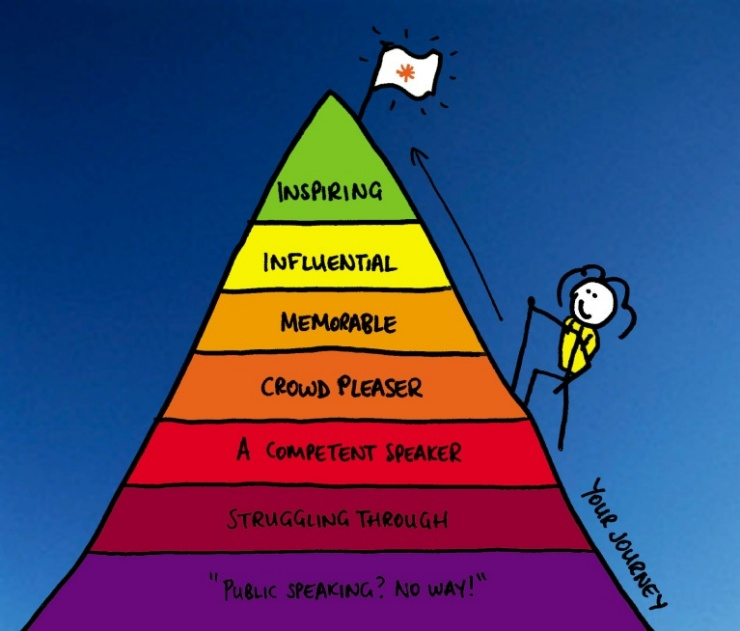 INSPIRING
INFLUENTIAL
MEMORABLE
CROWD PLEASER
A COMPETENT SPEAKER
STRUGGLING THROUGH
"PUBLIC SPEAKING? NO WAY!"
YOUR JOURNEY